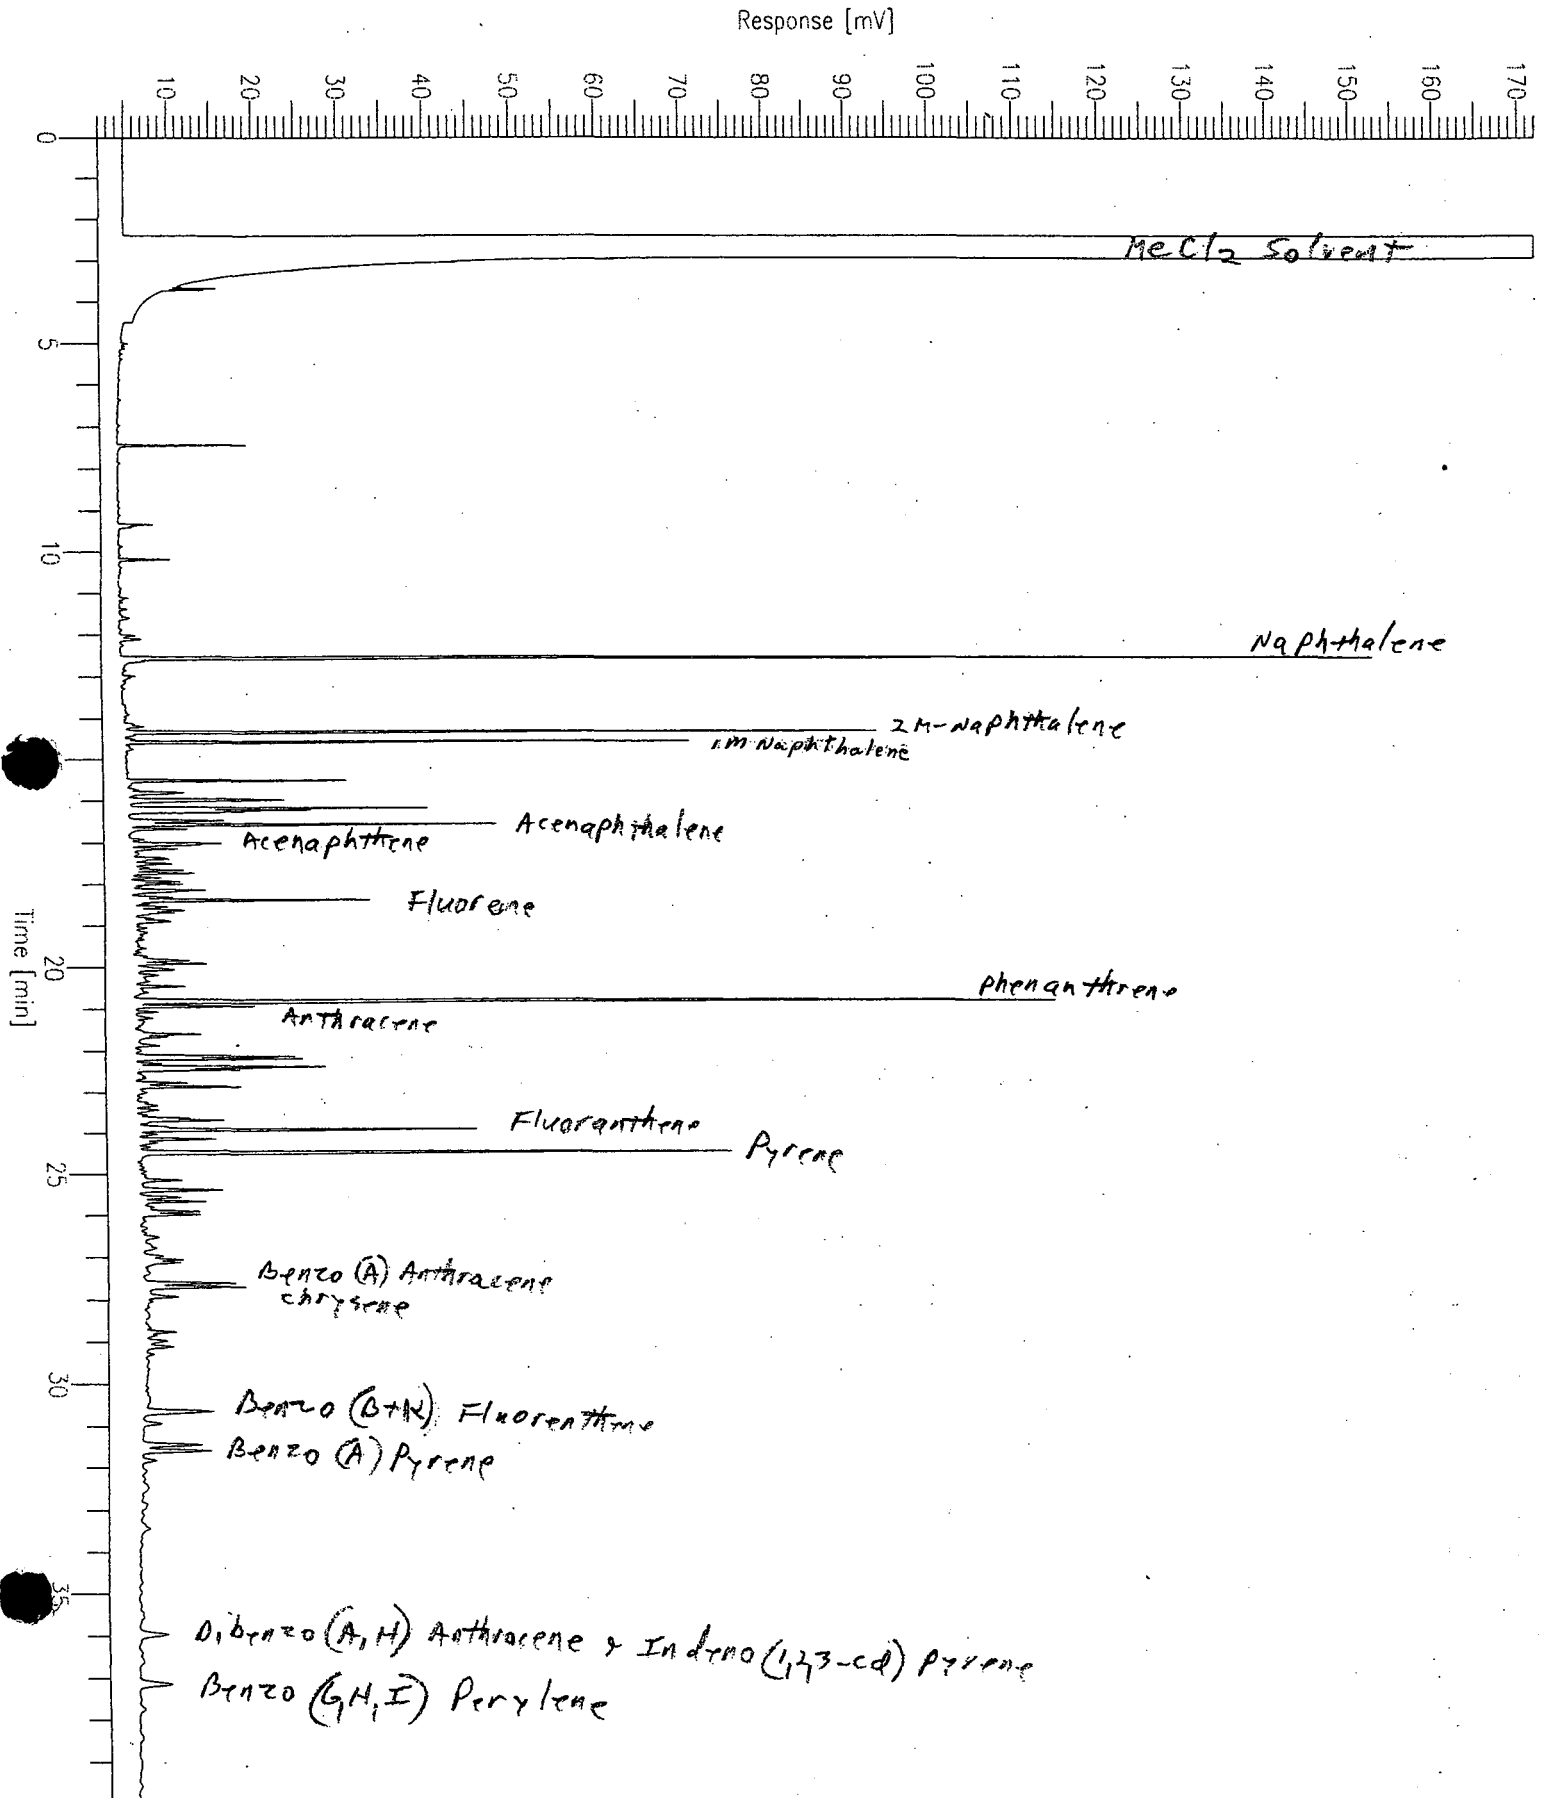 Response [mV]
10 20 30 40 50 60 70 80 90 100 110 120 130 140 150 160 170
0
MeCl2 Solvent
5
10
Naphthalene
2M-Naphthalene
1M Naphthalene
Acenaphthalene
Acenaphthene
Fluorene
Time [min]
20
phenanthrene
Anthracene
Fluoranthene
Pyrene
25
Benzo (A) Anthracene
chrysene
30
Benzo (B+K) Fluorenthene
Benzo (A) Pyrene
35
Dibenzo (A,H) Anthracene & Indeno (1,2,3-cd) Pyrene
Benzo (G,H,I) Perylene